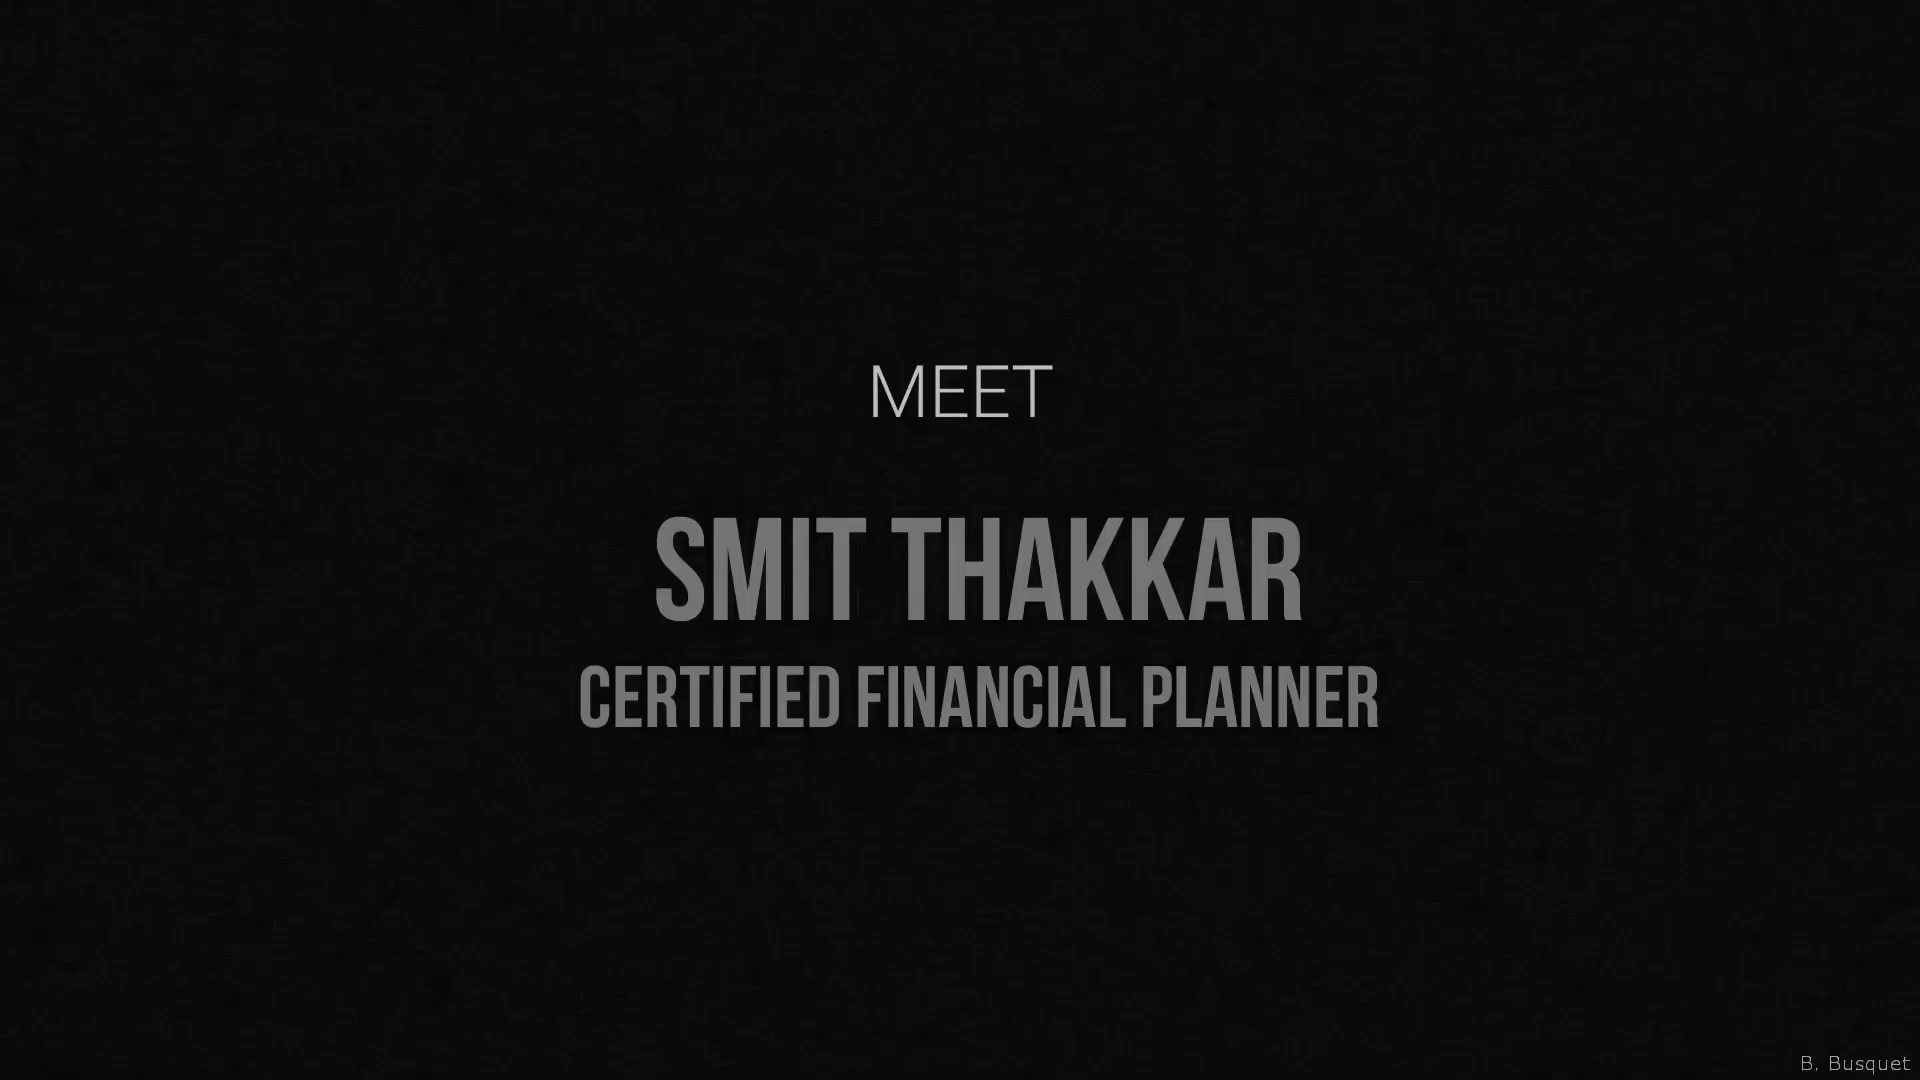 MEET
SMIT THAKKAR
CERTIFIED FINANCIAL PLANNER
B. Busquet